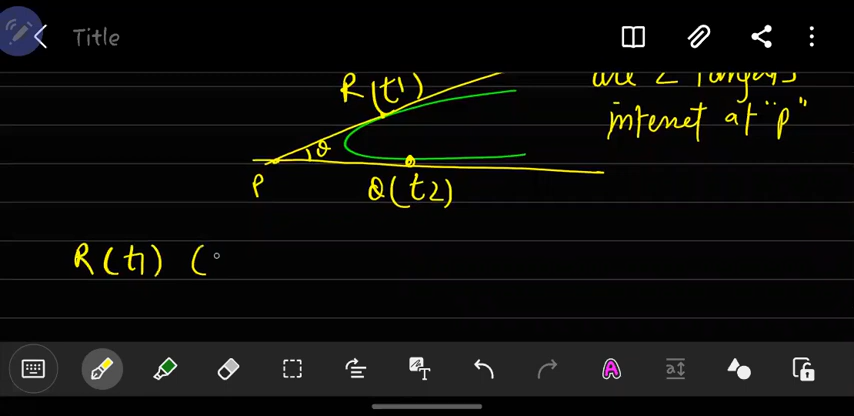 Title
R(t1)
are 2 Tangents
intersect at "p"
θ
P
Q(t2)
R(t1) (